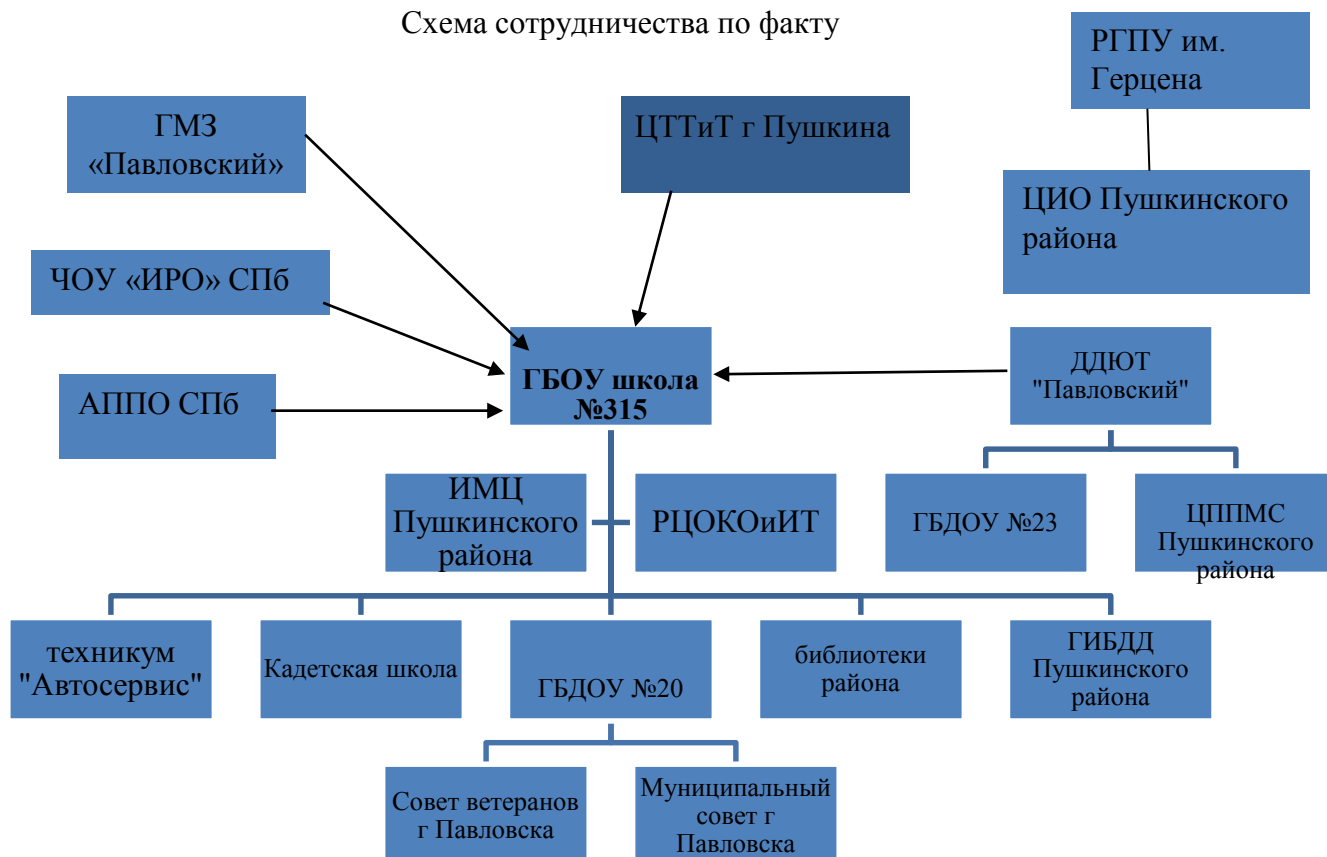 Схема сотрудничества по факту
РГПУ им.
Герцена
ГМЗ
«Павловский»
ЦТТиТ г Пушкина
ЦИО Пушкинского
района
ЧОУ «ИРО» СПб
АППО СПб
ГБОУ школа
№315
ДДЮТ
"Павловский"
ИМЦ
Пушкинского
района
РЦОКОиИТ
ГБДОУ №23
ЦППМС
Пушкинского
района
техникум
"Автосервис"
Кадетская школа
ГБДОУ №20
библиотеки
района
ГИБДД
Пушкинского
района
Совет ветеранов
г Павловска
Муниципальный
совет г
Павловска